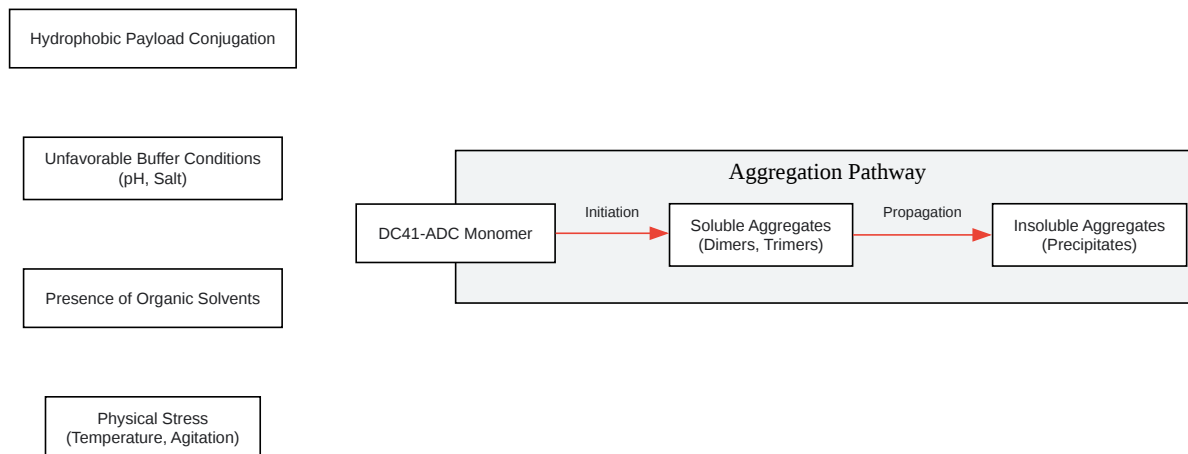 Hydrophobic Payload Conjugation
Unfavorable Buffer Conditions
(pH, Salt)
Presence of Organic Solvents
Physical Stress
(Temperature, Agitation)
Aggregation Pathway
DC41-ADC Monomer
Initiation
Soluble Aggregates
(Dimers, Trimers)
Propagation
Insoluble Aggregates
(Precipitates)